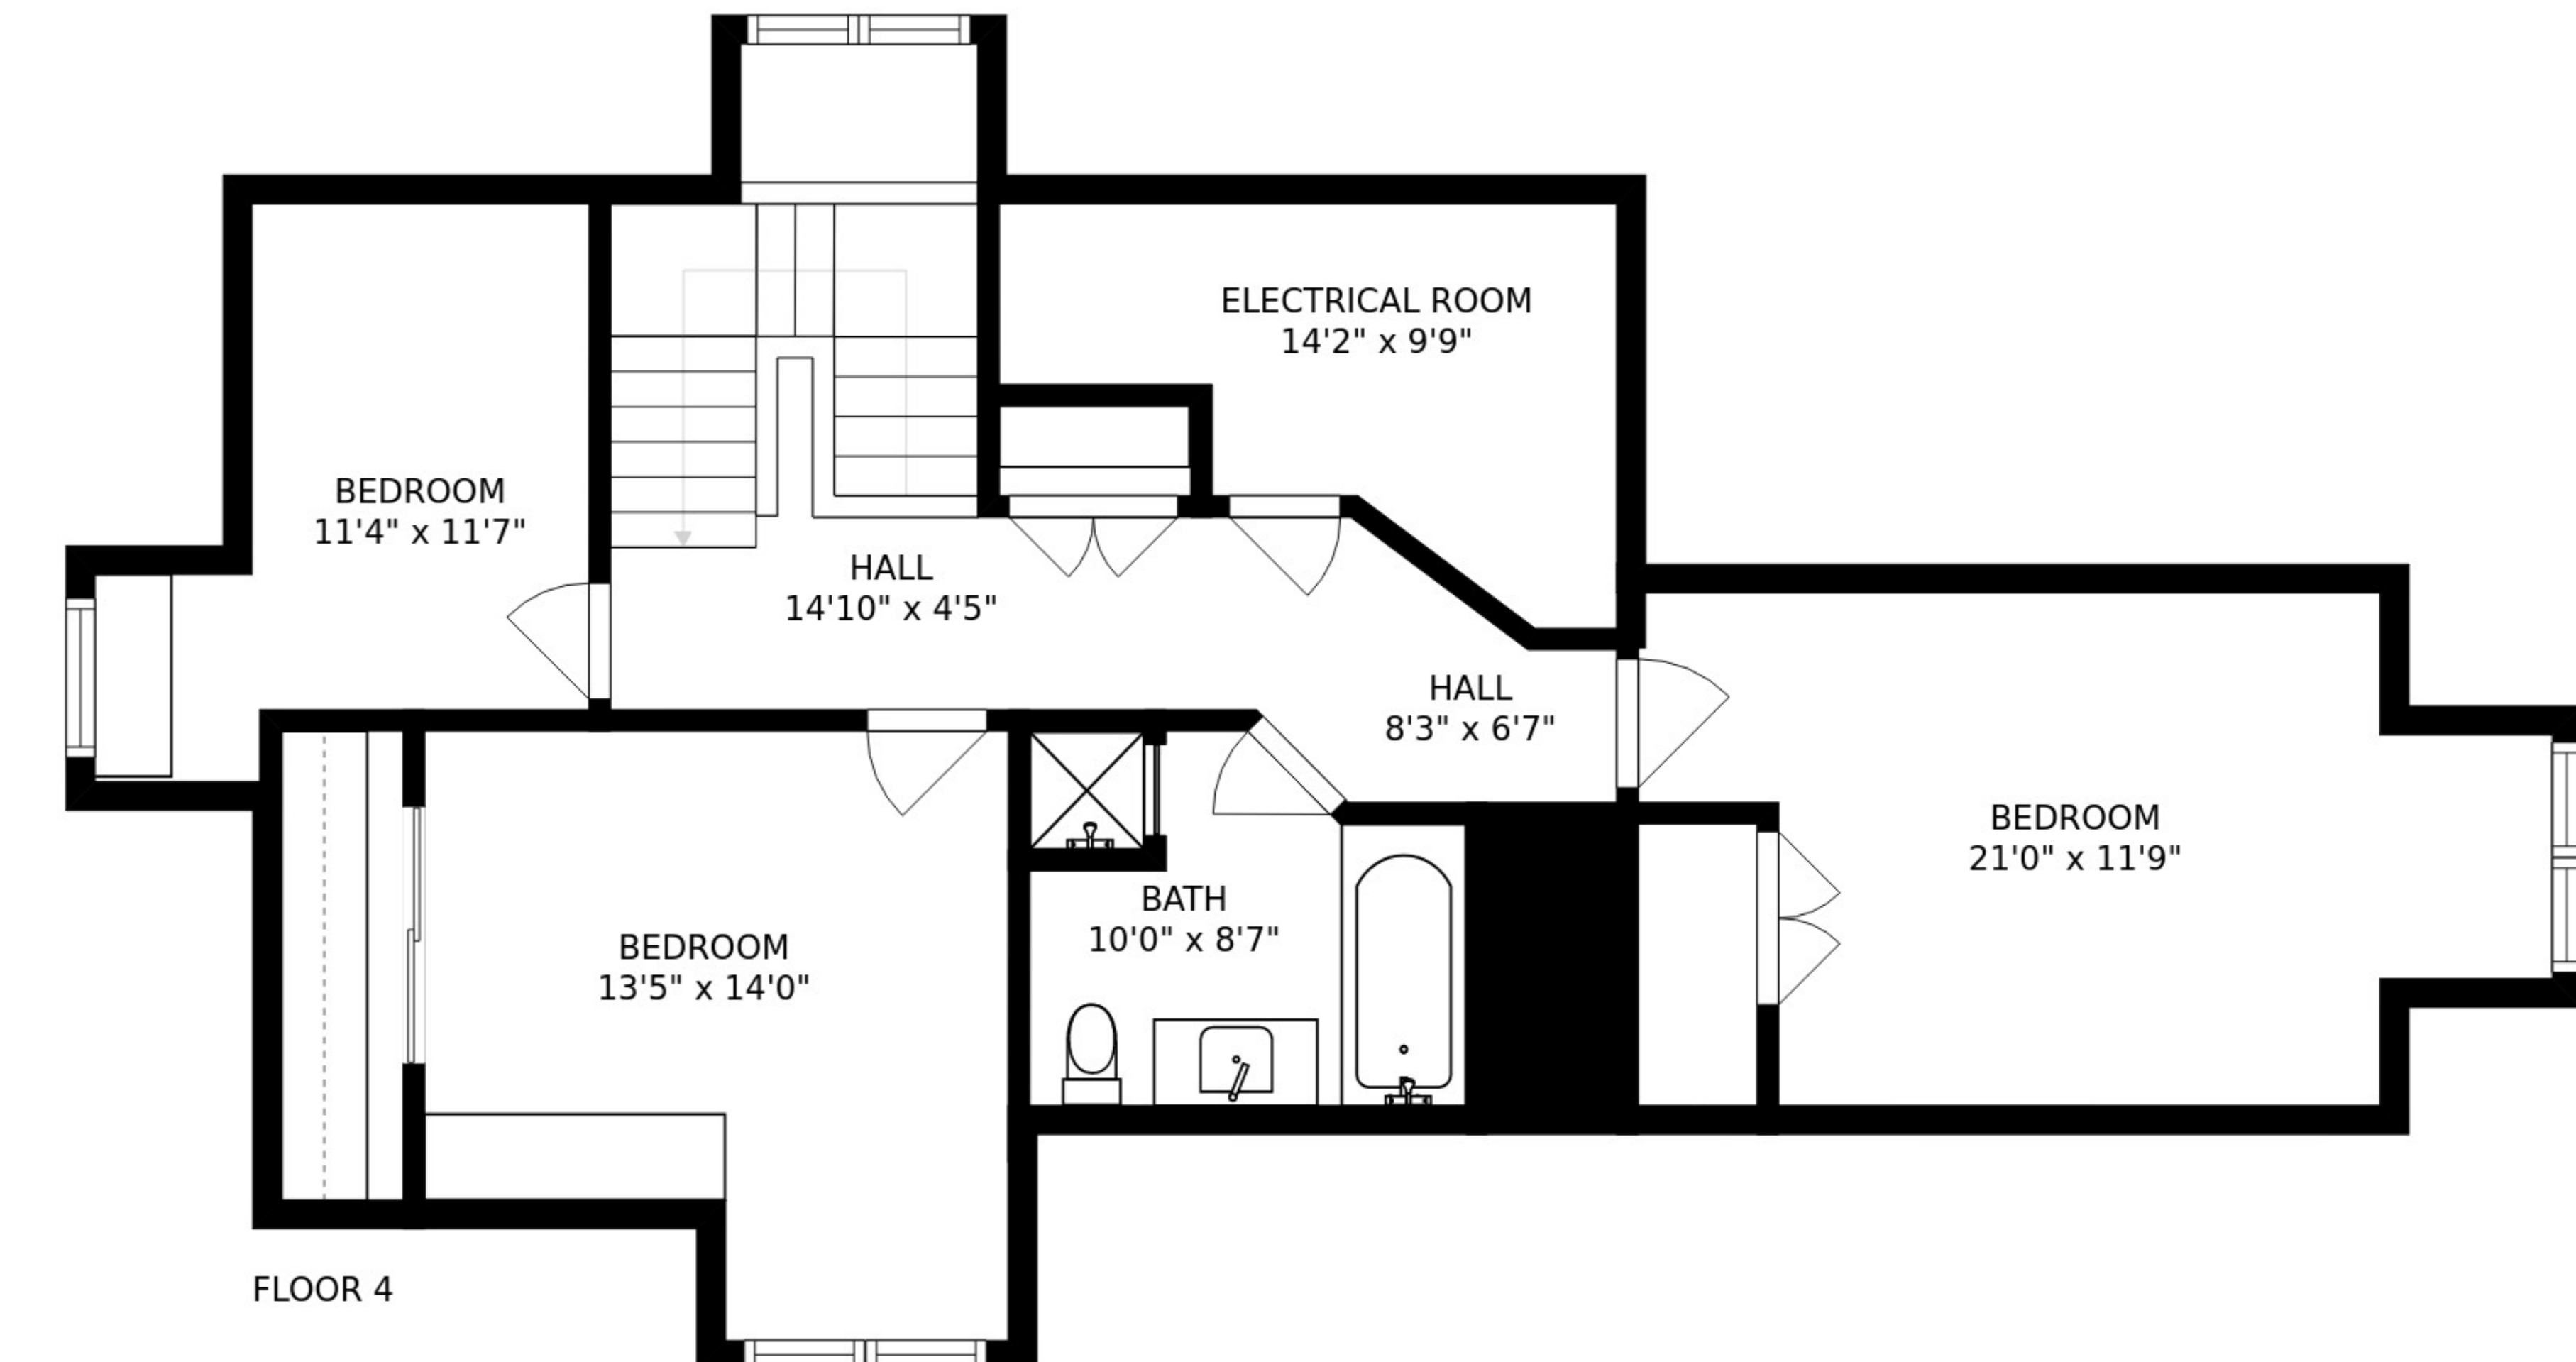 ELECTRICAL ROOM
14'2" x 9'9"
BEDROOM
11'4" x 11'7"
HALL
14'10" x 4'5"
HALL
8'3" x 6'7"
BEDROOM
21'0" x 11'9"
BATH
10'0" x 8'7"
BEDROOM
13'5" x 14'0"
FLOOR 4